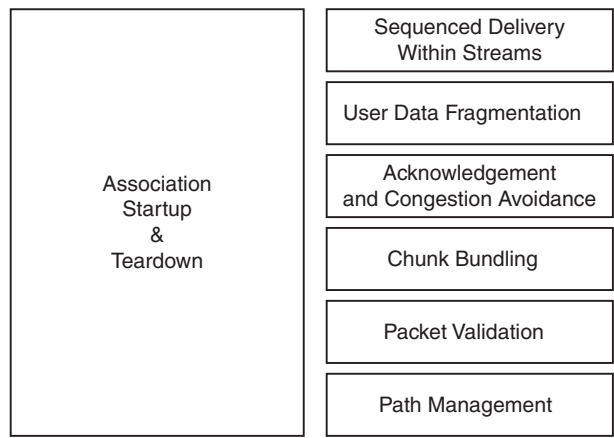 Association
Startup
&
Teardown
Sequenced Delivery
Within Streams
User Data Fragmentation
Acknowledgement
and Congestion Avoidance
Chunk Bundling
Packet Validation
Path Management